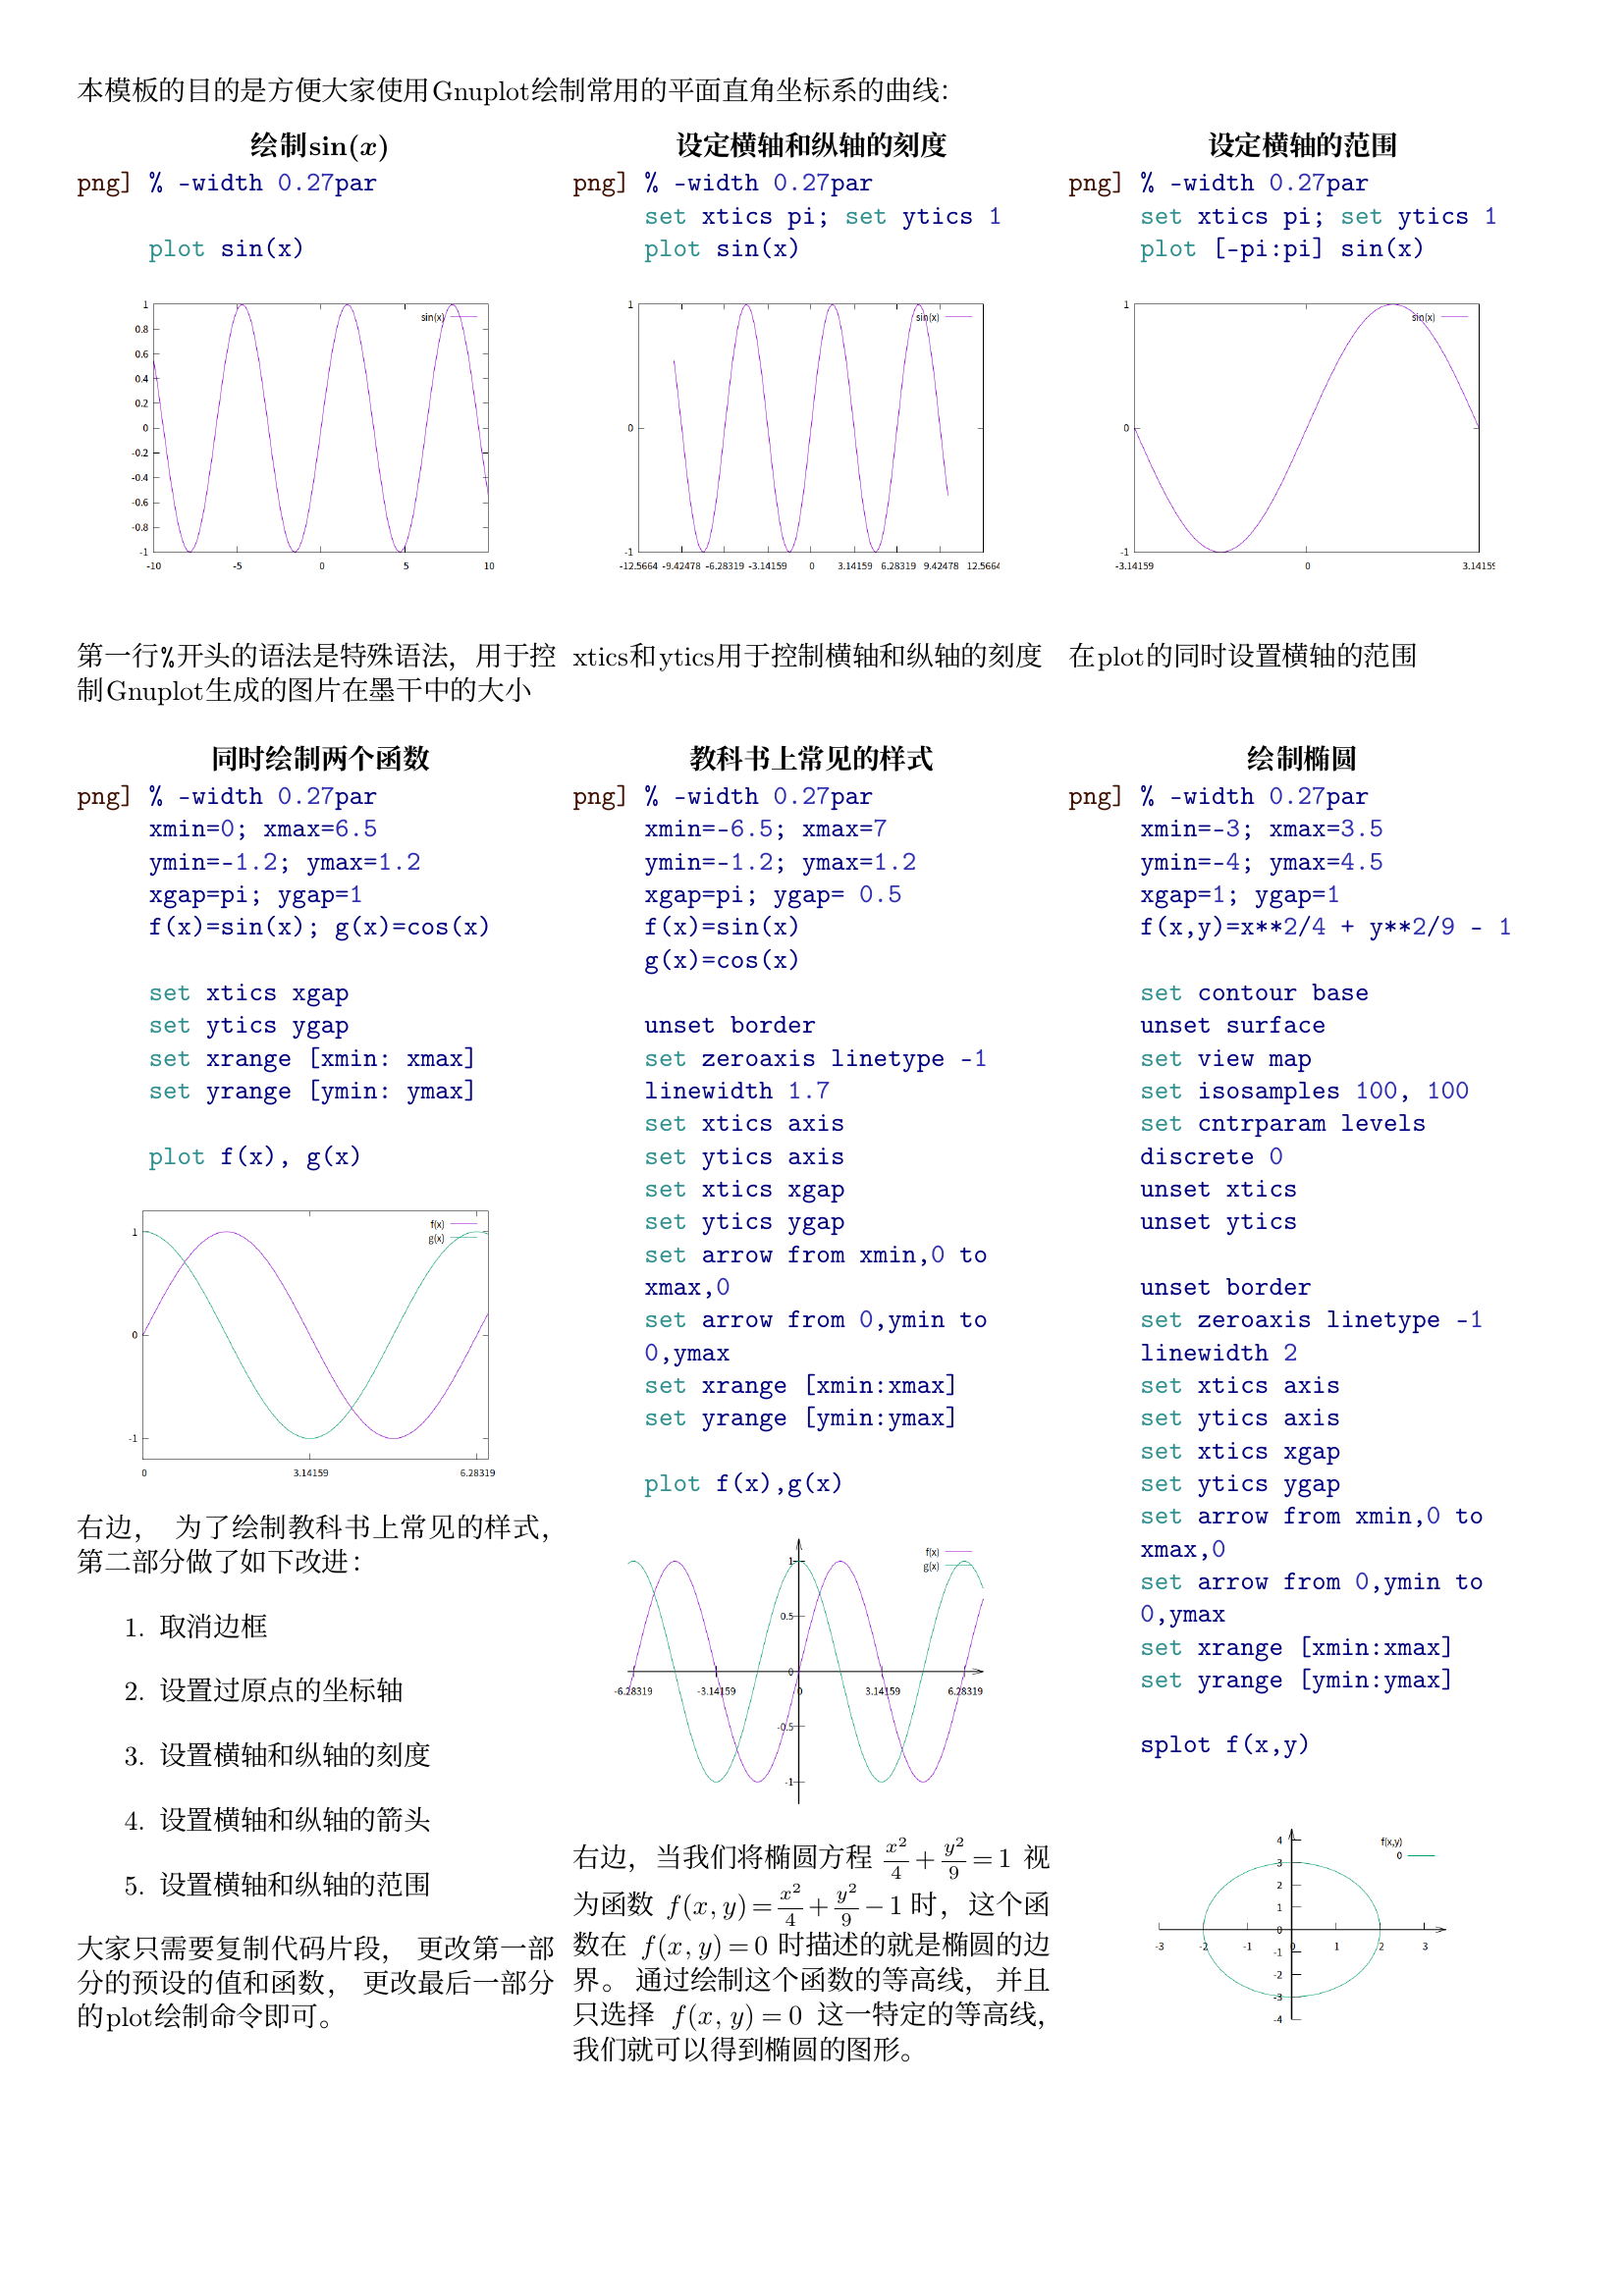 本模板的目的是方便大家使用Gnuplot绘制常用的平面直角坐标系的曲线：
绘制sin(x)
png] % -width 0.27par
plot sin(x)
sin(x)
1
0.8
0.6
0.4
0.2
0
-0.2
-0.4
-0.6
-0.8
-1
-10 -5 0 5 10
第一行%开头的语法是特殊语法，用于控
制Gnuplot生成的图片在墨干中的大小
设定横轴和纵轴的刻度
png] % -width 0.27par
set xtics pi; set ytics 1
plot sin(x)
sin(x)
1
0
-1
-12.5664 -9.42478 -6.28319 -3.14159 0 3.14159 6.28319 9.42478 12.5664
xtics和ytics用于控制横轴和纵轴的刻度
设定横轴的范围
png] % -width 0.27par
set xtics pi; set ytics 1
plot [-pi:pi] sin(x)
sin(x)
1
0
-1
-3.14159 0 3.14159
在plot的同时设置横轴的范围
同时绘制两个函数
png] % -width 0.27par
xmin=0; xmax=6.5
ymin=-1.2; ymax=1.2
xgap=pi; ygap=1
f(x)=sin(x); g(x)=cos(x)
set xtics xgap
set ytics ygap
set xrange [xmin: xmax]
set yrange [ymin: ymax]
plot f(x), g(x)
f(x)
g(x)
1
0
-1
0 3.14159 6.28319
右边， 为了绘制教科书上常见的样式，
第二部分做了如下改进：
1. 取消边框
2. 设置过原点的坐标轴
3. 设置横轴和纵轴的刻度
4. 设置横轴和纵轴的箭头
5. 设置横轴和纵轴的范围
大家只需要复制代码片段， 更改第一部
分的预设的值和函数， 更改最后一部分
的plot绘制命令即可。
教科书上常见的样式
png] % -width 0.27par
xmin=-6.5; xmax=7
ymin=-1.2; ymax=1.2
xgap=pi; ygap= 0.5
f(x)=sin(x)
g(x)=cos(x)
unset border
set zeroaxis linetype -1
linewidth 1.7
set xtics axis
set ytics axis
set xtics xgap
set ytics ygap
set arrow from xmin,0 to
xmax,0
set arrow from 0,ymin to
0,ymax
set xrange [xmin:xmax]
set yrange [ymin:ymax]
plot f(x),g(x)
f(x)
g(x)
1
0.5
0
-6.28319 -3.14159 0 3.14159 6.28319
-0.5
-1
右边，当我们将椭圆方程 x²/4 + y²/9 = 1 视
为函数 f(x, y) = x²/4 + y²/9 − 1 时，这个函
数在 f(x, y) = 0 时描述的就是椭圆的边
界。通过绘制这个函数的等高线，并且
只选择 f(x, y) = 0 这一特定的等高线，
我们就可以得到椭圆的图形。
绘制椭圆
png] % -width 0.27par
xmin=-3; xmax=3.5
ymin=-4; ymax=4.5
xgap=1; ygap=1
f(x,y)=x**2/4 + y**2/9 - 1
set contour base
unset surface
set view map
set isosamples 100, 100
set cntrparam levels
discrete 0
unset xtics
unset ytics
unset border
set zeroaxis linetype -1
linewidth 2
set xtics axis
set ytics axis
set xtics xgap
set ytics ygap
set arrow from xmin,0 to
xmax,0
set arrow from 0,ymin to
0,ymax
set xrange [xmin:xmax]
set yrange [ymin:ymax]
splot f(x,y)
f(x,y)
0
4
3
2
1
0
-3 -2 -1 0 1 2 3
-1
-2
-3
-4